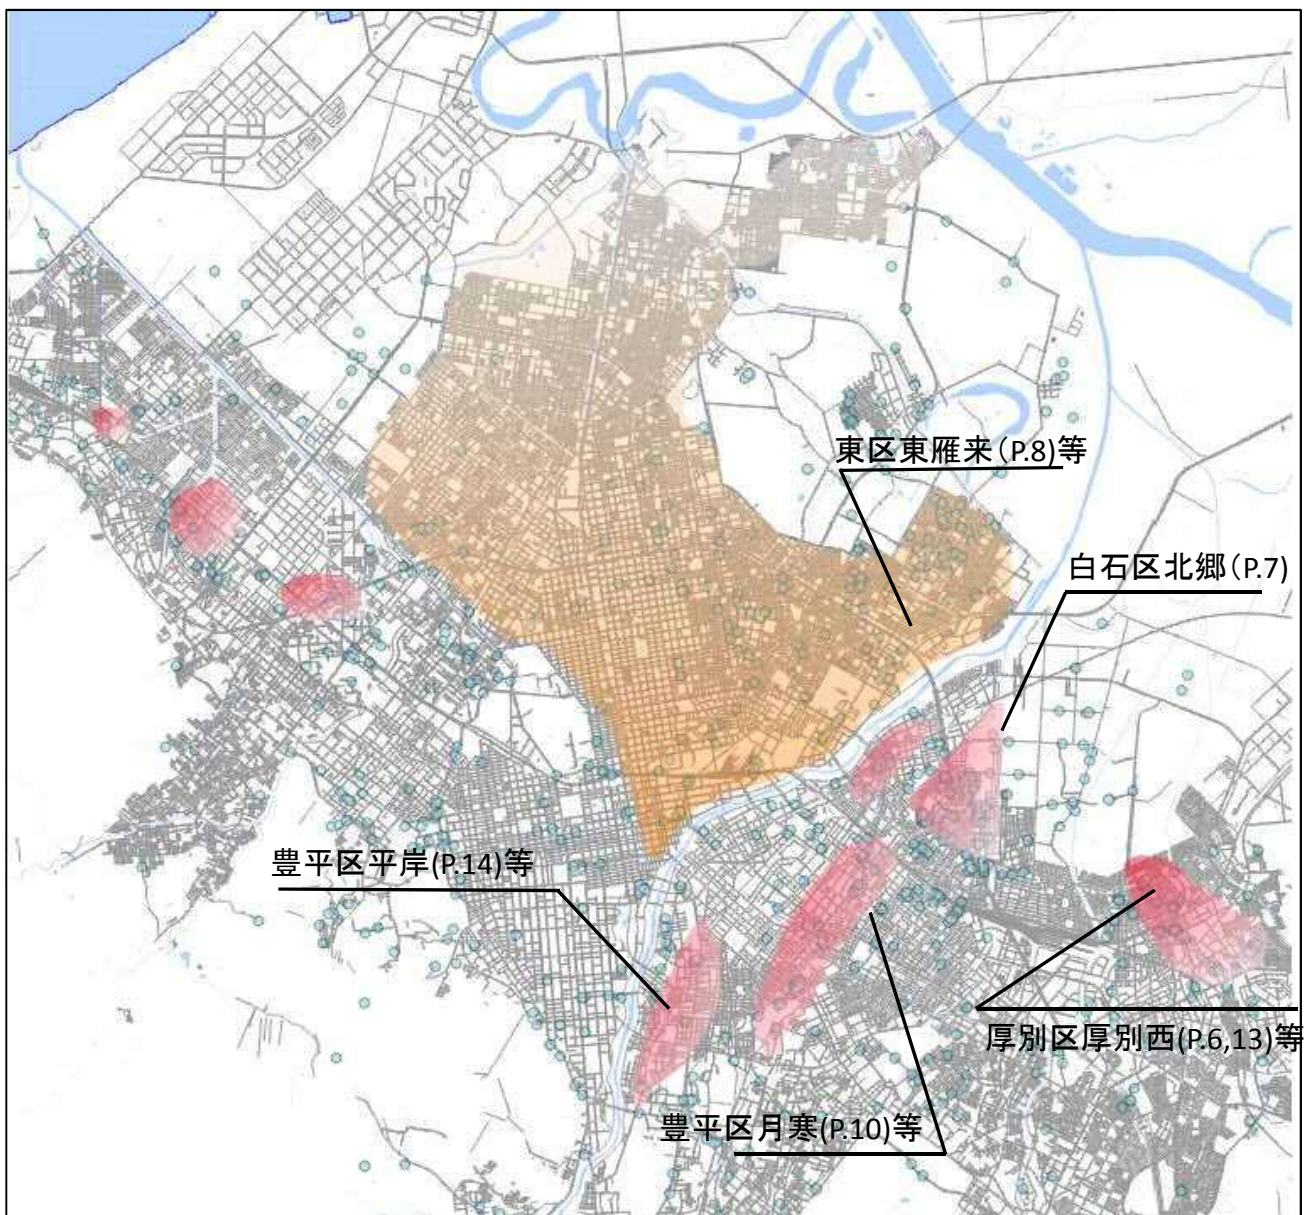 東区東雁来(P.8)等
白石区北郷(P.7)
豊平区平岸(P.14)等
厚別区厚別西(P.6,13)等
豊平区月寒(P.10)等